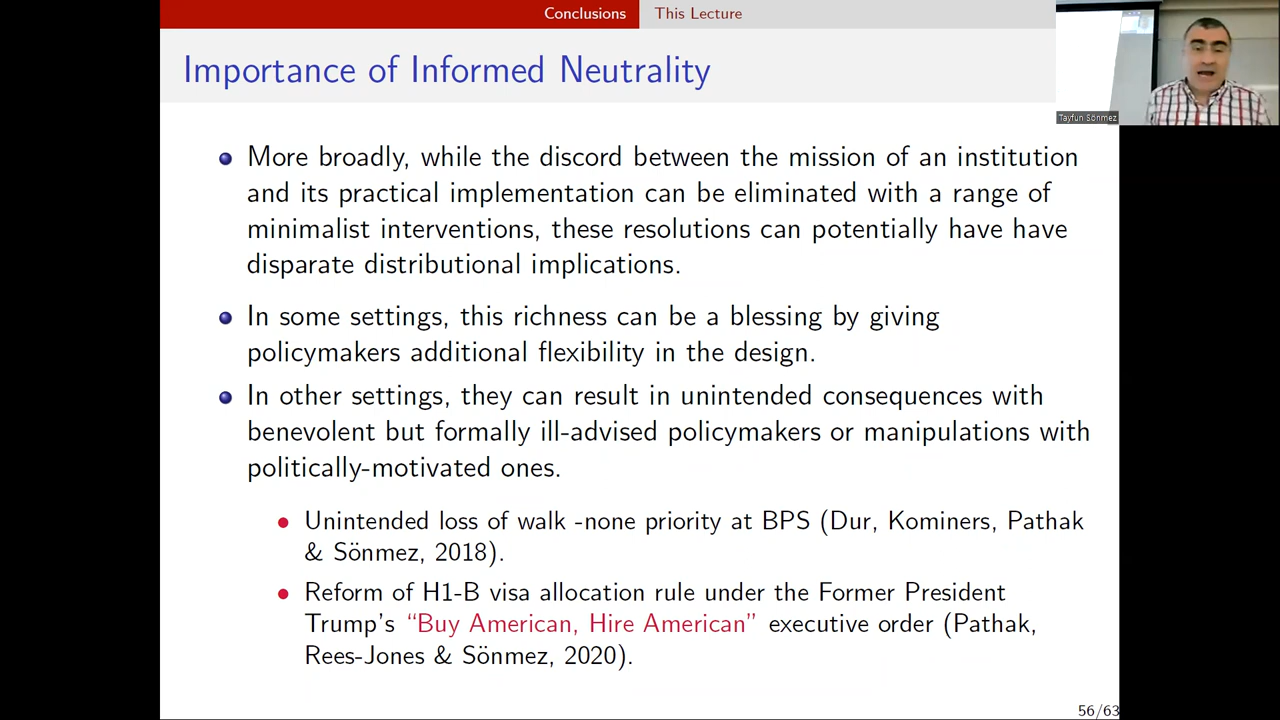 Conclusions This Lecture
Importance of Informed Neutrality
Tayfun Sönmez
More broadly, while the discord between the mission of an institution
and its practical implementation can be eliminated with a range of
minimalist interventions, these resolutions can potentially have have
disparate distributional implications.
In some settings, this richness can be a blessing by giving
policymakers additional flexibility in the design.
In other settings, they can result in unintended consequences with
benevolent but formally ill-advised policymakers or manipulations with
politically-motivated ones.
Unintended loss of walk -none priority at BPS (Dur, Kominers, Pathak
& Sönmez, 2018).
Reform of H1-B visa allocation rule under the Former President
Trump's “Buy American, Hire American” executive order (Pathak,
Rees-Jones & Sönmez, 2020).
56/63